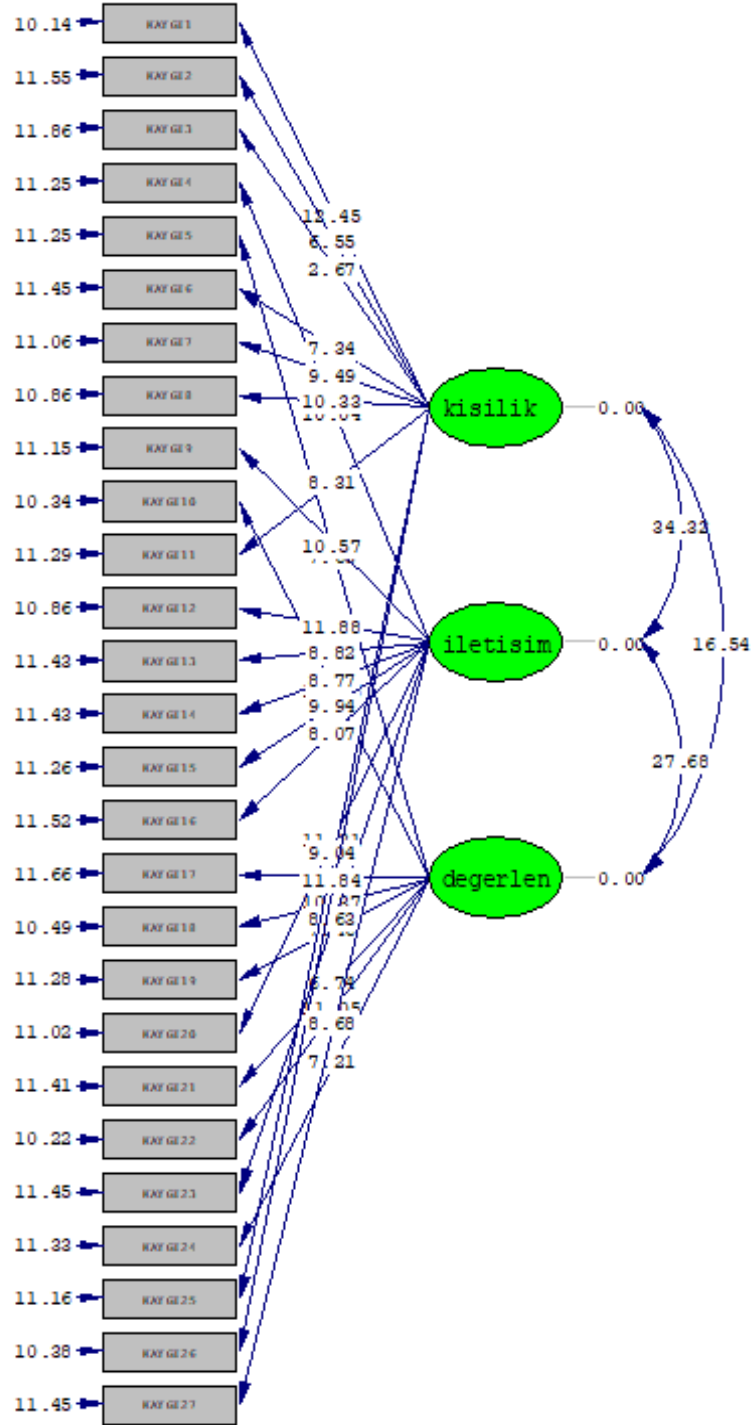 10.14 KAYGI1
11.55 KAYGI2
11.86 KAYGI3
11.25 KAYGI4
12.45
11.25 KAYGI5
6.55
2.67
11.45 KAYGI6
11.06 KAYGI7
7.34
9.49
10.86 KAYGI8
10.33
kisilik 0.00
11.15 KAYGI9
8.31
10.34 KAYGI10
34.32
11.29 KAYGI11
10.57
10.86 KAYGI12
11.88
11.43 KAYGI13
8.82
iletisim 0.00 16.54
8.77
11.43 KAYGI14
9.94
8.07
11.26 KAYGI15
27.68
11.52 KAYGI16
9.04
11.66 KAYGI17
11.84
degerlen 0.00
10.49 KAYGI18
8.63
11.28 KAYGI19
11.02 KAYGI20
8.68
7.21
11.41 KAYGI21
10.22 KAYGI22
11.45 KAYGI23
11.33 KAYGI24
11.16 KAYGI25
10.38 KAYGI26
11.45 KAYGI27